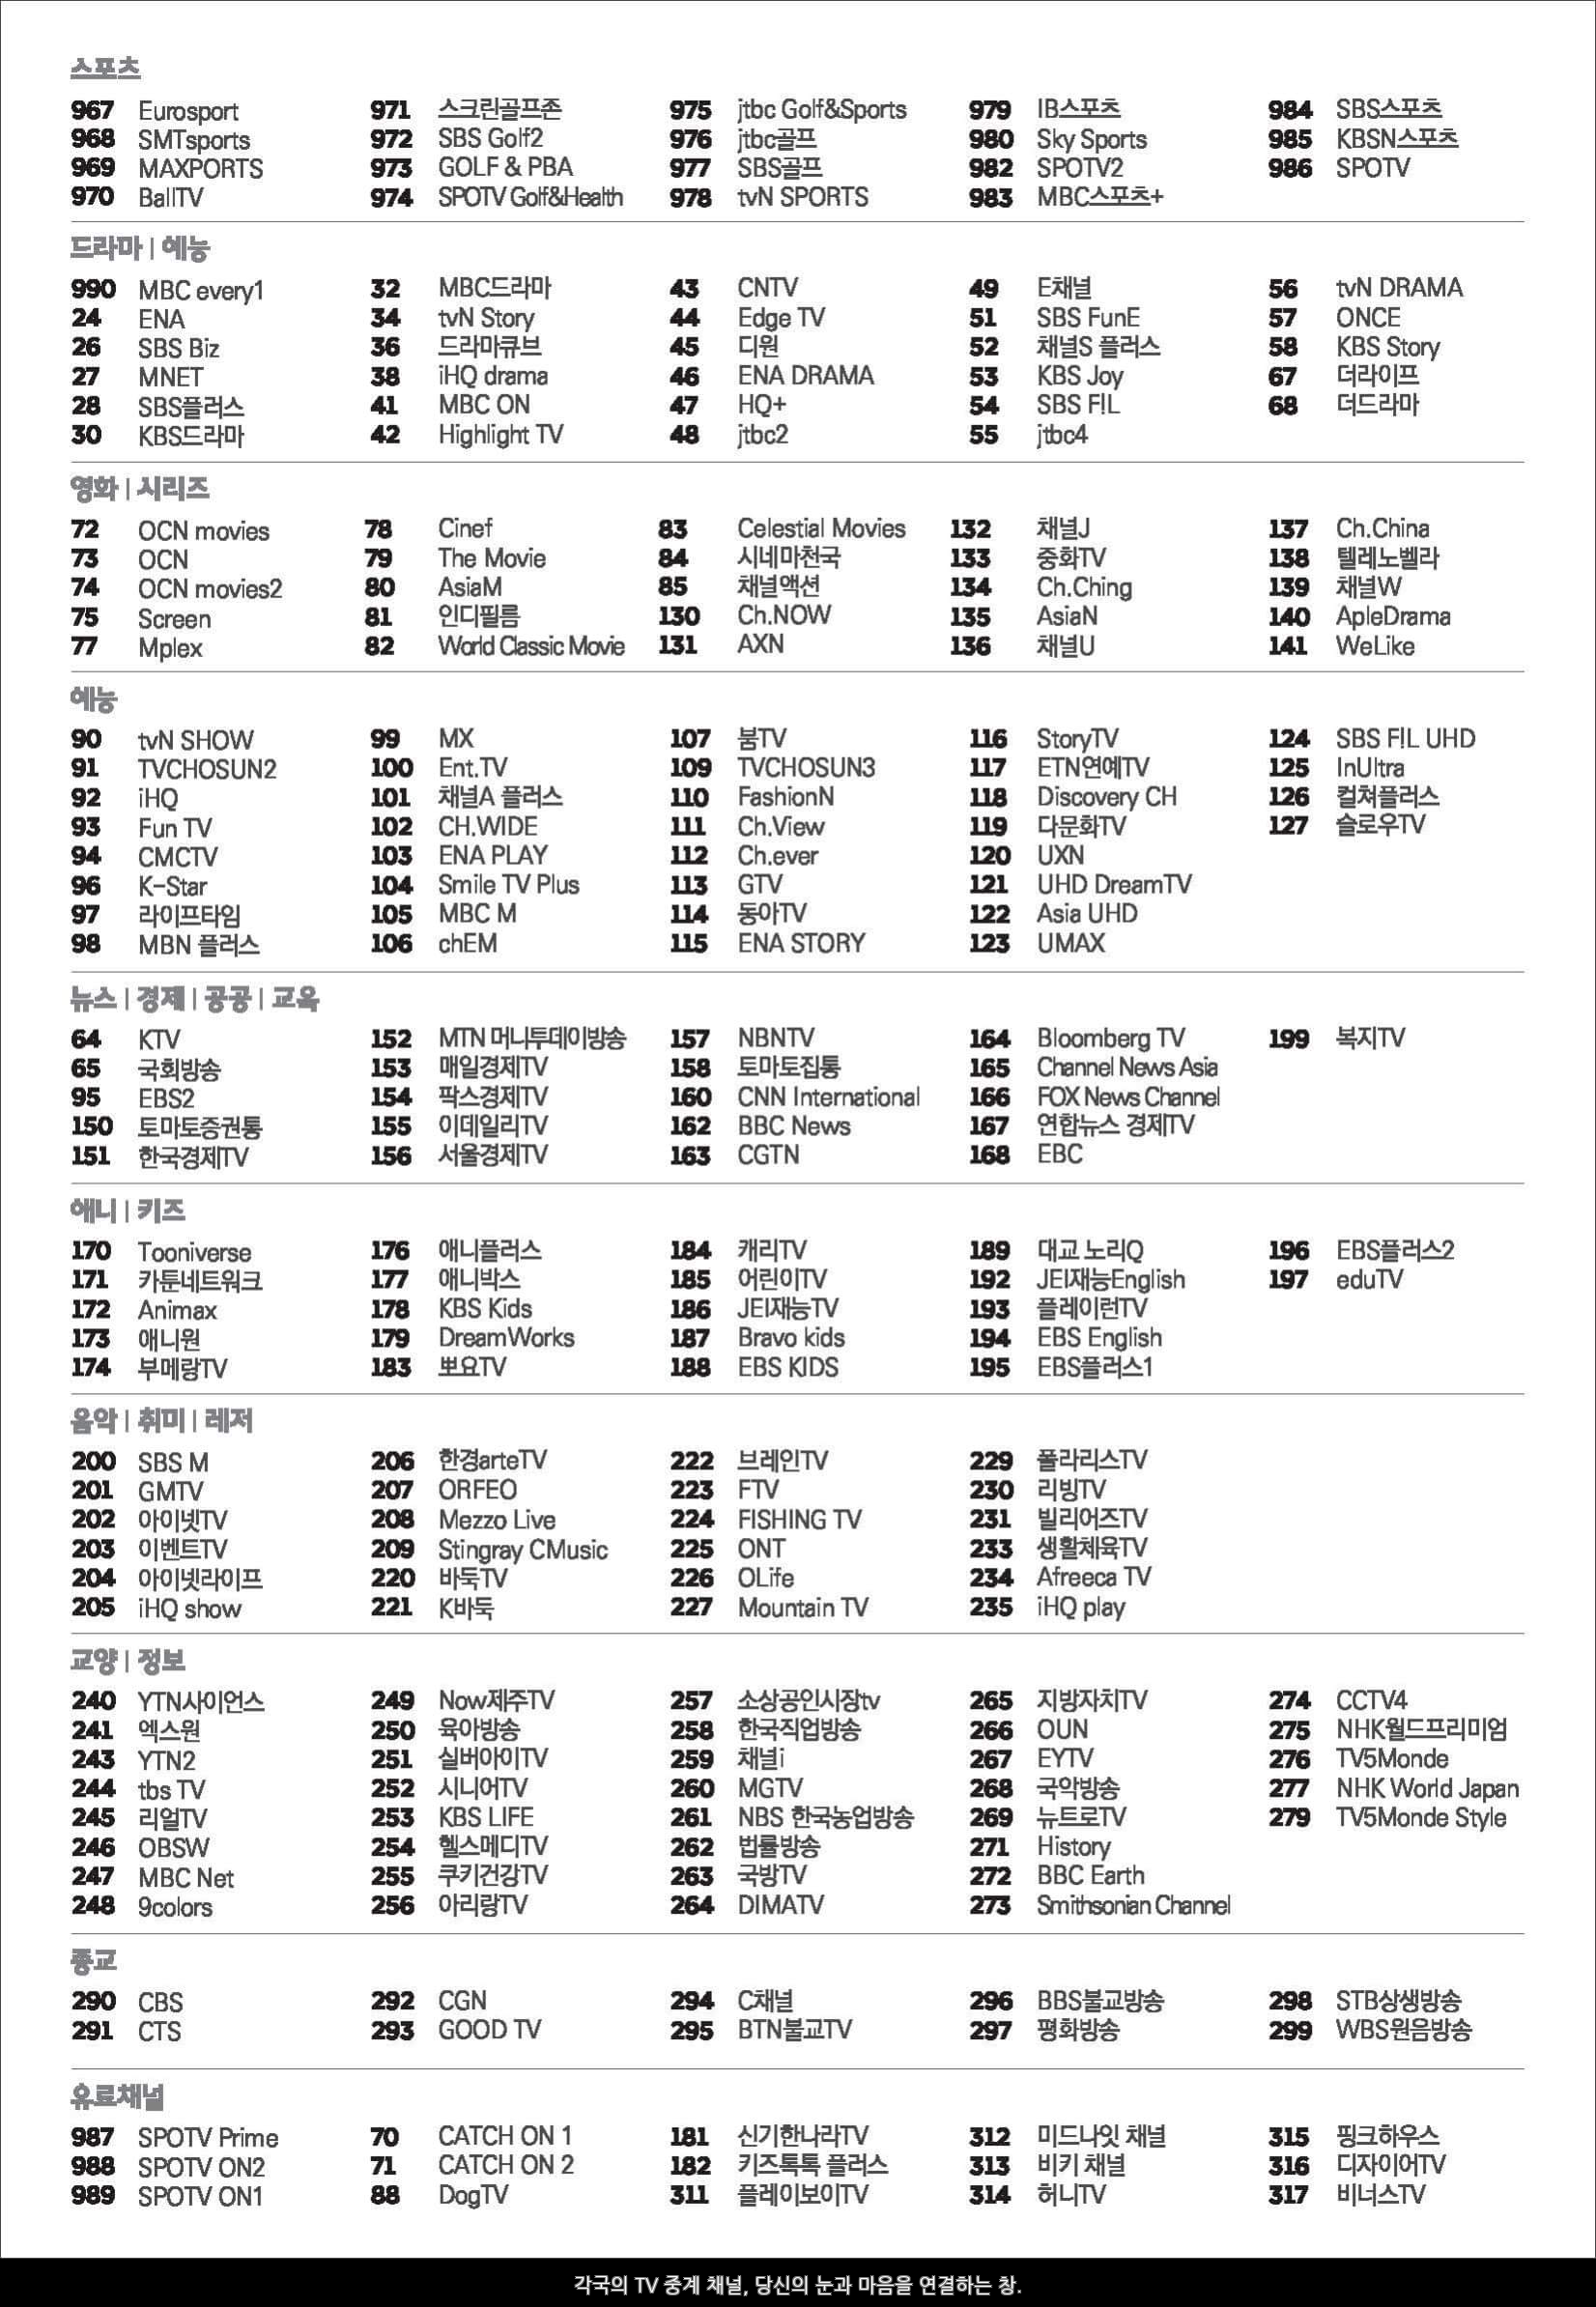 스포츠
967 Eurosport
968 SMTsports
969 MAXPORTS
970 BallTV
971 스크린골프존
972 SBS Golf2
973 GOLF & PBA
974 SPOTV Golf&Health
975 jtbc Golf&Sports
976 jtbc골프
977 SBS골프
978 tvN SPORTS
979 IB스포츠
980 Sky Sports
982 SPOTV2
983 MBC스포츠+
984 SBS스포츠
985 KBSN스포츠
986 SPOTV
드라마 | 예능
990 MBC every1
24 ENA
26 SBS Biz
27 MNET
28 SBS플러스
30 KBS드라마
32 MBC드라마
34 tvN Story
36 드라마큐브
38 iHQ drama
41 MBC ON
42 Highlight TV
43 CNTV
44 Edge TV
45 디원
46 ENA DRAMA
47 HQ+
48 jtbc2
49 E채널
51 SBS FunE
52 채널S 플러스
53 KBS Joy
54 SBS F!L
55 jtbc4
56 tvN DRAMA
57 ONCE
58 KBS Story
67 더라이프
68 더드라마
영화 | 시리즈
72 OCN movies
73 OCN
74 OCN movies2
75 Screen
77 Mplex
78 Cinef
79 The Movie
80 AsiaM
81 인디필름
82 World Classic Movie
83 Celestial Movies
84 시네마천국
85 채널액션
130 Ch.NOW
131 AXN
132 채널J
133 중화TV
134 Ch.Ching
135 AsiaN
136 채널U
137 Ch.China
138 텔레노벨라
139 채널W
140 ApleDrama
141 WeLike
예능
90 tvN SHOW
91 TVCHOSUN2
92 iHQ
93 Fun TV
94 CMCTV
96 K-Star
97 라이프타임
98 MBN 플러스
99 MX
100 Ent.TV
101 채널A 플러스
102 CH.WIDE
103 ENA PLAY
104 Smile TV Plus
105 MBC M
106 chEM
107 붐TV
109 TVCHOSUN3
110 FashionN
111 Ch.View
112 Ch.ever
113 GTV
114 동아TV
115 ENA STORY
116 StoryTV
117 ETN연예TV
118 Discovery CH
119 다문화TV
120 UXN
121 UHD DreamTV
122 Asia UHD
123 UMAX
124 SBS F!L UHD
125 InUltra
126 컬쳐플러스
127 슬로우TV
뉴스 | 경제 | 공공 | 교육
64 KTV
65 국회방송
95 EBS2
150 토마토증권통
151 한국경제TV
152 MTN 머니투데이방송
153 매일경제TV
154 팍스경제TV
155 이데일리TV
156 서울경제TV
157 NBNTV
158 토마토집통
160 CNN International
162 BBC News
163 CGTN
164 Bloomberg TV
165 Channel News Asia
166 FOX News Channel
167 연합뉴스 경제TV
168 EBC
199 복지TV
애니 | 키즈
170 Tooniverse
171 카툰네트워크
172 Animax
173 애니원
174 부메랑TV
176 애니플러스
177 애니박스
178 KBS Kids
179 DreamWorks
183 뽀요TV
184 캐리TV
185 어린이TV
186 JEI재능TV
187 Bravo kids
188 EBS KIDS
189 대교 노리Q
192 JEI재능English
193 플레이런TV
194 EBS English
195 EBS플러스1
196 EBS플러스2
197 eduTV
음악 | 취미 | 레저
200 SBS M
201 GMTV
202 아이넷TV
203 이벤트TV
204 아이넷라이프
205 iHQ show
206 한경arteTV
207 ORFEO
208 Mezzo Live
209 Stingray CMusic
220 바둑TV
221 K바둑
222 브레인TV
223 FTV
224 FISHING TV
225 ONT
226 OLife
227 Mountain TV
229 폴라리스TV
230 리빙TV
231 빌리어즈TV
233 생활체육TV
234 Afreeca TV
235 iHQ play
교양 | 정보
240 YTN사이언스
241 엑스원
243 YTN2
244 tbs TV
245 리얼TV
246 OBSW
247 MBC Net
248 9colors
249 Now제주TV
250 육아방송
251 실버아이TV
252 시니어TV
253 KBS LIFE
254 헬스메디TV
255 쿠키건강TV
256 아리랑TV
257 소상공인시장tv
258 한국직업방송
259 채널i
260 MGTV
261 NBS 한국농업방송
262 법률방송
263 국방TV
264 DIMATV
265 지방자치TV
266 OUN
267 EYTV
268 국악방송
269 뉴트로TV
271 History
272 BBC Earth
273 Smithsonian Channel
274 CCTV4
275 NHK월드프리미엄
276 TV5Monde
277 NHK World Japan
279 TV5Monde Style
종교
290 CBS
291 CTS
292 CGN
293 GOOD TV
294 C채널
295 BTN불교TV
296 BBS불교방송
297 평화방송
298 STB상생방송
299 WBS원음방송
유료채널
987 SPOTV Prime
988 SPOTV ON2
989 SPOTV ON1
70 CATCH ON 1
71 CATCH ON 2
88 DogTV
181 신기한나라TV
182 키즈톡톡 플러스
311 플레이보이TV
312 미드나잇 채널
313 비키 채널
314 허니TV
315 핑크하우스
316 디자이어TV
317 비너스TV
각국의 TV 중계 채널, 당신의 눈과 마음을 연결하는 창.